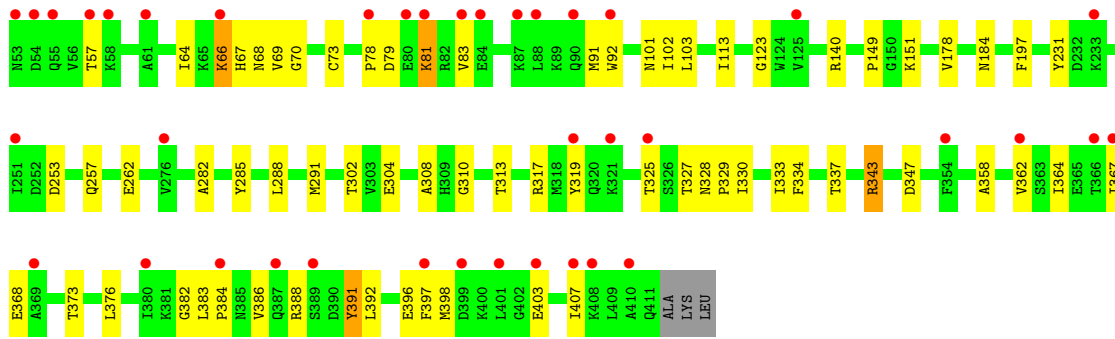 N53 D54 Q55 V56 T57 K58 A61 I64 K65 K66 H67 N68 V69 G70 C73 P78 D79 E80 K81 R82 V83 E84 K87 L88 K89 Q90 M91 W92 N101 I102 L103 I113 G123 W124 V125 R140 P149 G150 K151 V178 N184 F197 Y231 D232 K233
I251 D252 D253 Q257 E262 V276 A282 Y285 L288 M291 T302 V303 E304 A308 H309 G310 T313 R317 M318 Y319 Q320 K321 T325 S326 T327 N328 P329 I330 I333 F334 T337 R343 D347 F354 A358 V362 S363 I364 E365 T366 I367
E368 A369 T373 L376 I380 K381 G382 L383 P384 N385 V386 Q387 R388 S389 D390 Y391 L392 E396 F397 M398 D399 K400 L401 G402 E403 I407 K408 L409 A410 Q411 ALA LYS LEU